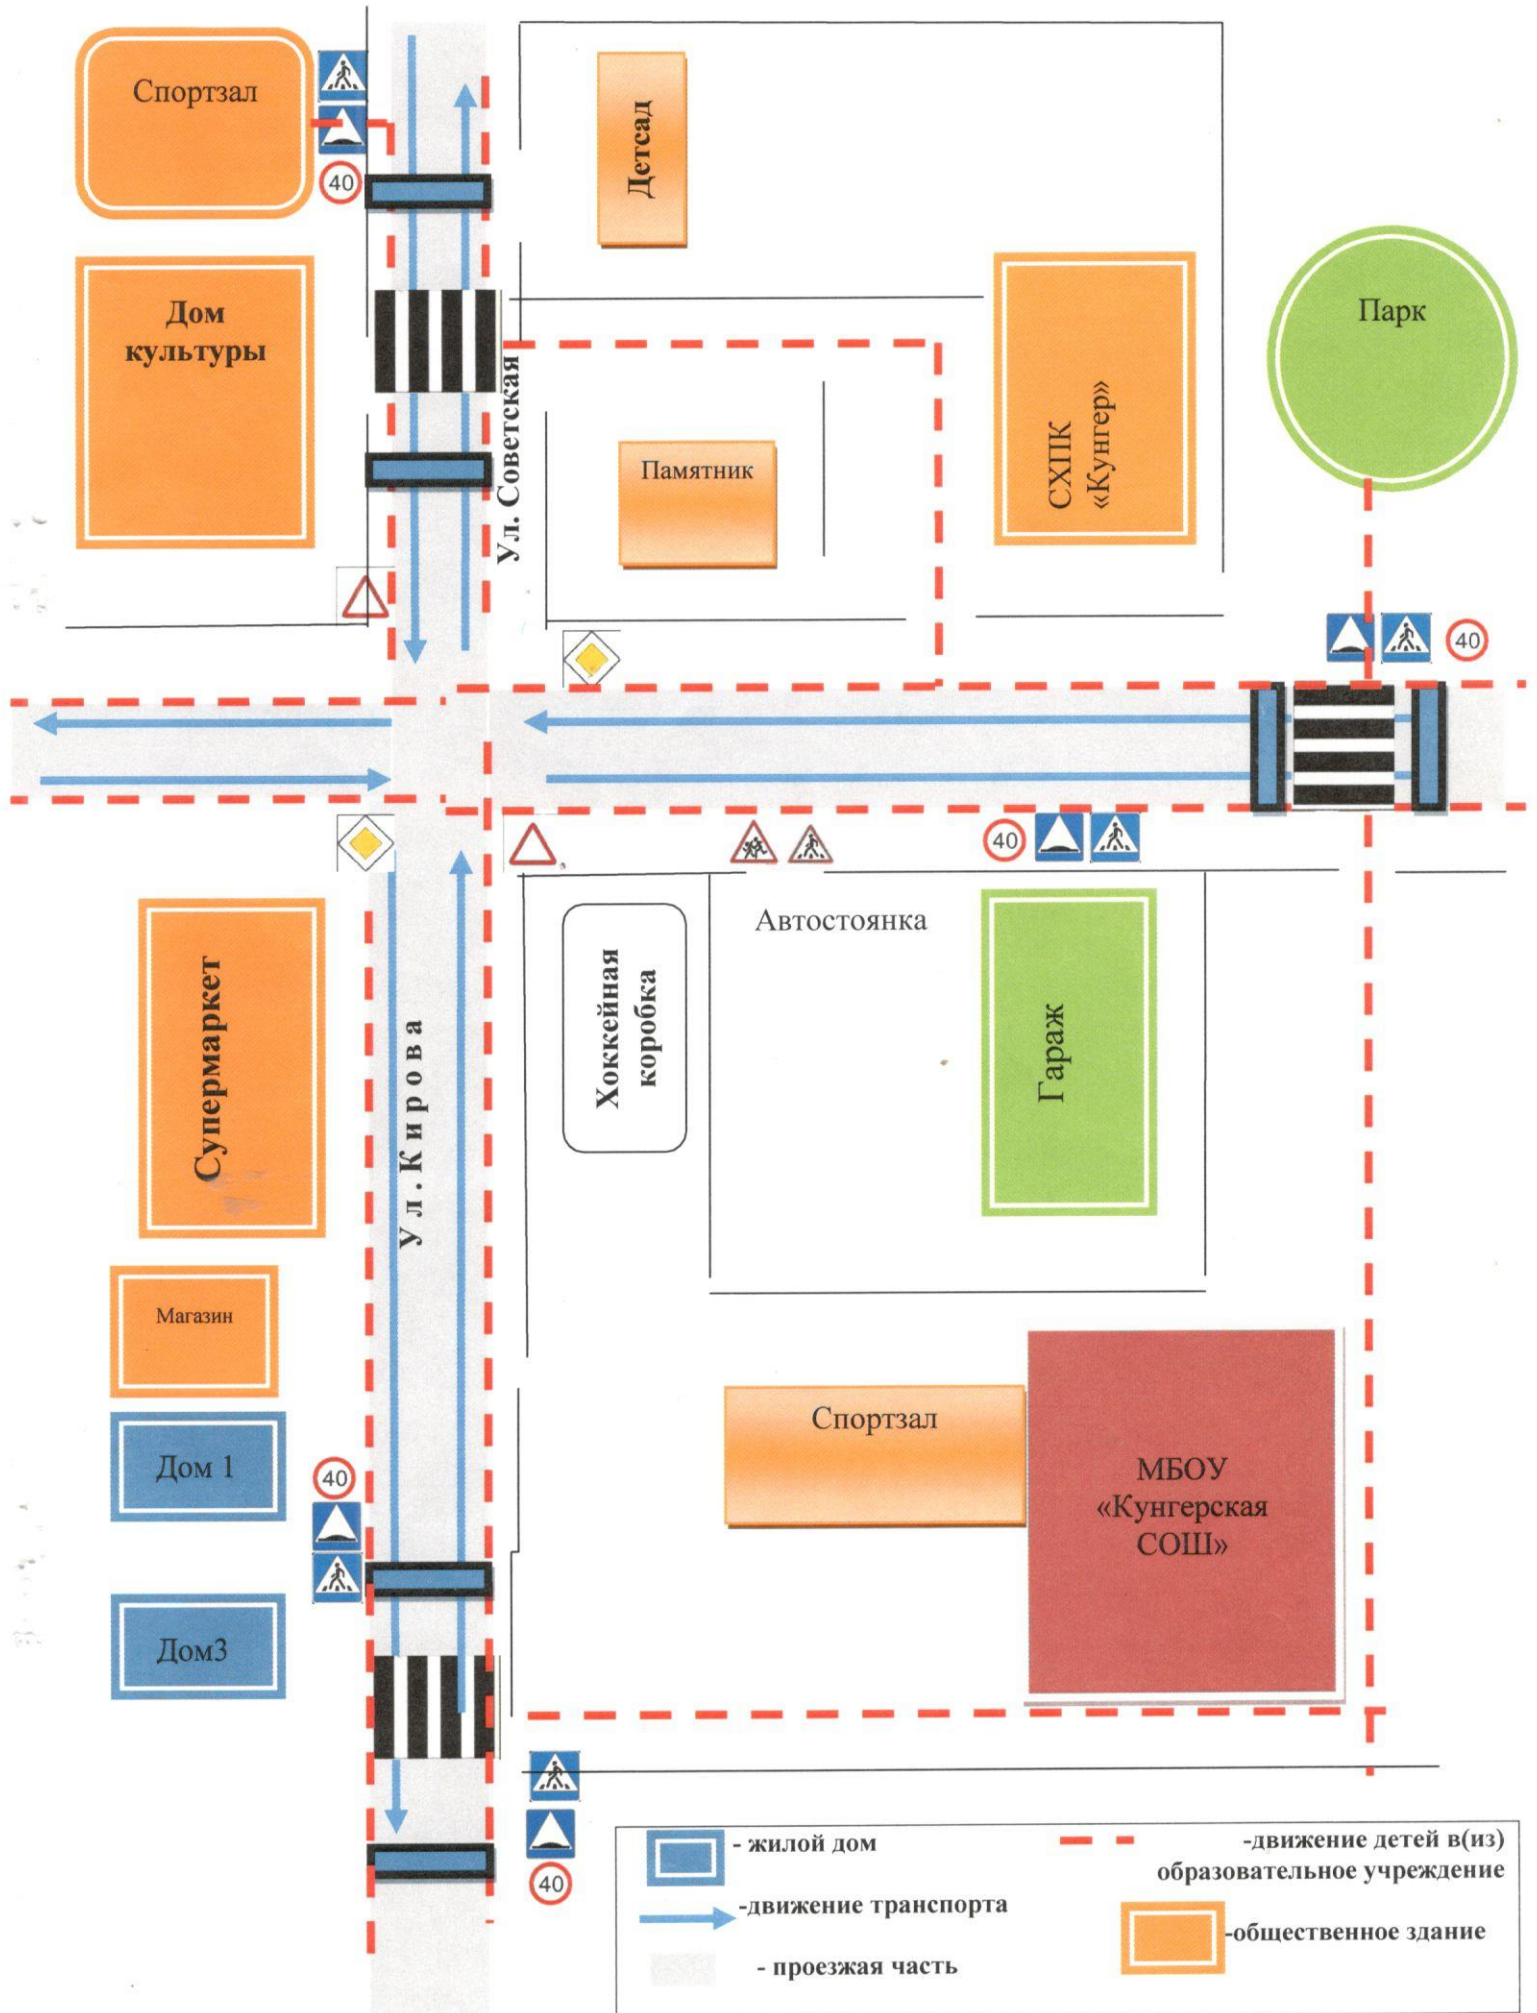 Спортзал
40
Детсад
Дом
культуры
Ул. Советская
Памятник
СХПК
«Кунгер»
Парк
40
40
Автостоянка
Хоккейная
коробка
Гараж
Супермаркет
Ул.Кирова
Магазин
Дом 1
40
Дом3
Спортзал
МБОУ
«Кунгерская
СОШ»
40
- жилой дом
-движение транспорта
- проезжая часть
-движение детей в(из)
образовательное учреждение
-общественное здание